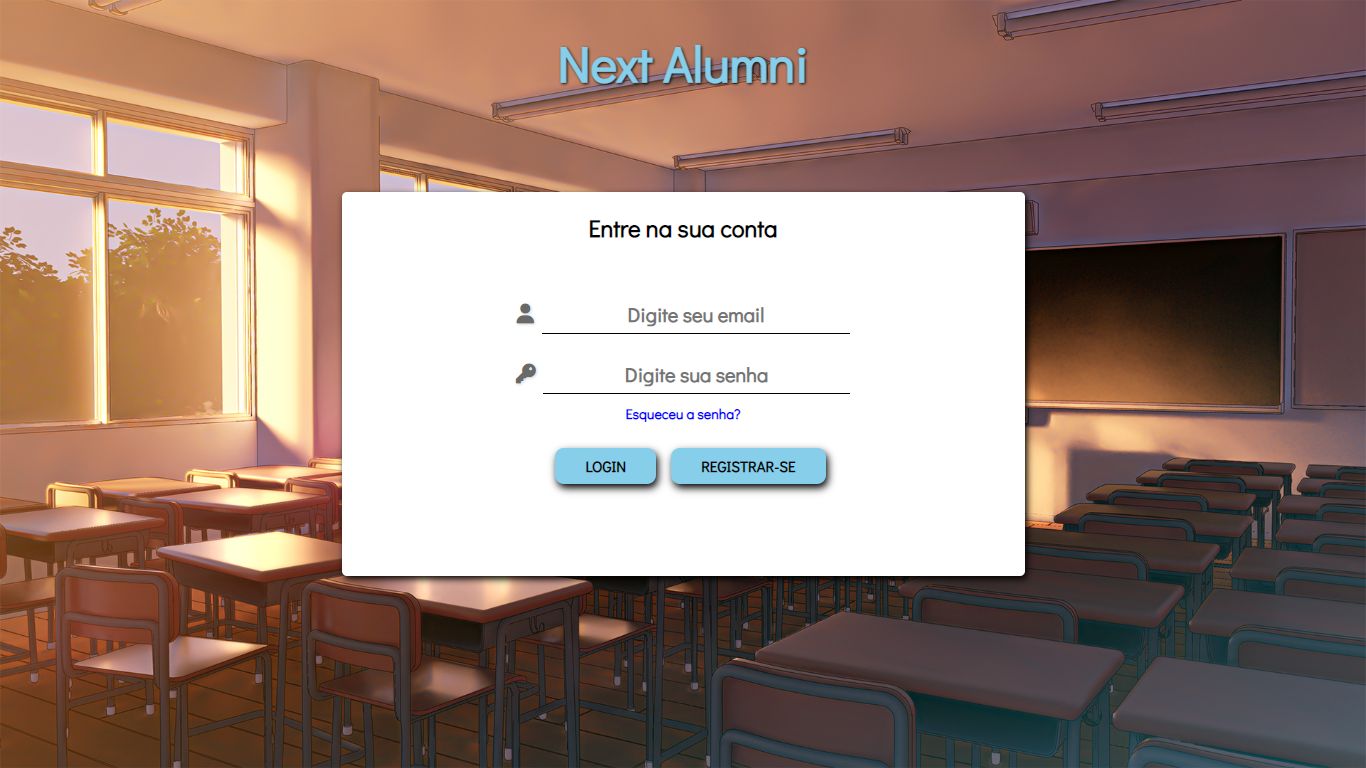 Next Alumni
Entre na sua conta
Digite seu email
Digite sua senha
Esqueceu a senha?
LOGIN REGISTRAR-SE